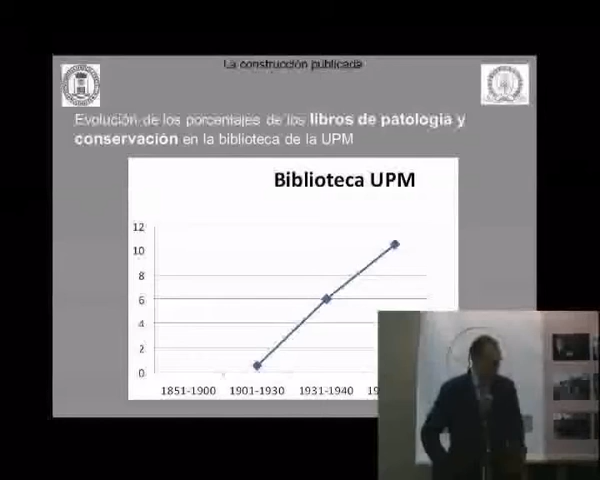 La construcción publicada
Evolución de los porcentajes de los libros de patología y
conservación en la biblioteca de la UPM
Biblioteca UPM
12
10
8
6
4
2
0
1851-1900 1901-1930 1931-1940